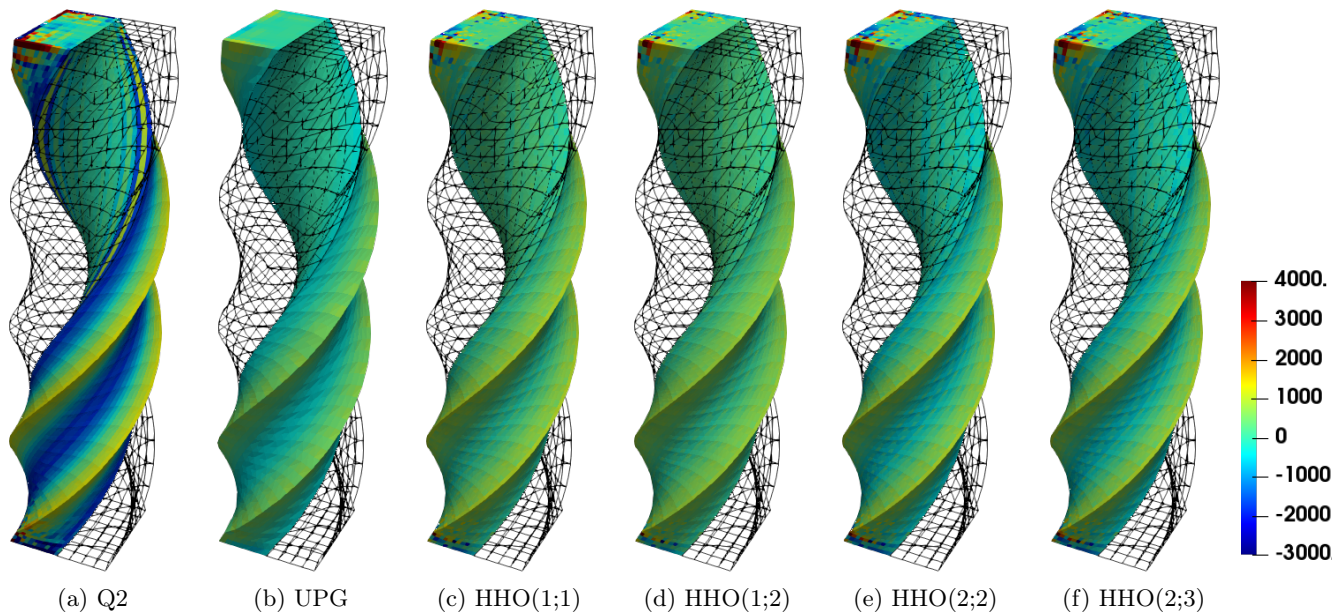 4000.
3000
2000
1000
0
-1000
-2000
-3000.
(a) Q2
(b) UPG
(c) HHO(1;1)
(d) HHO(1;2)
(e) HHO(2;2)
(f) HHO(2;3)